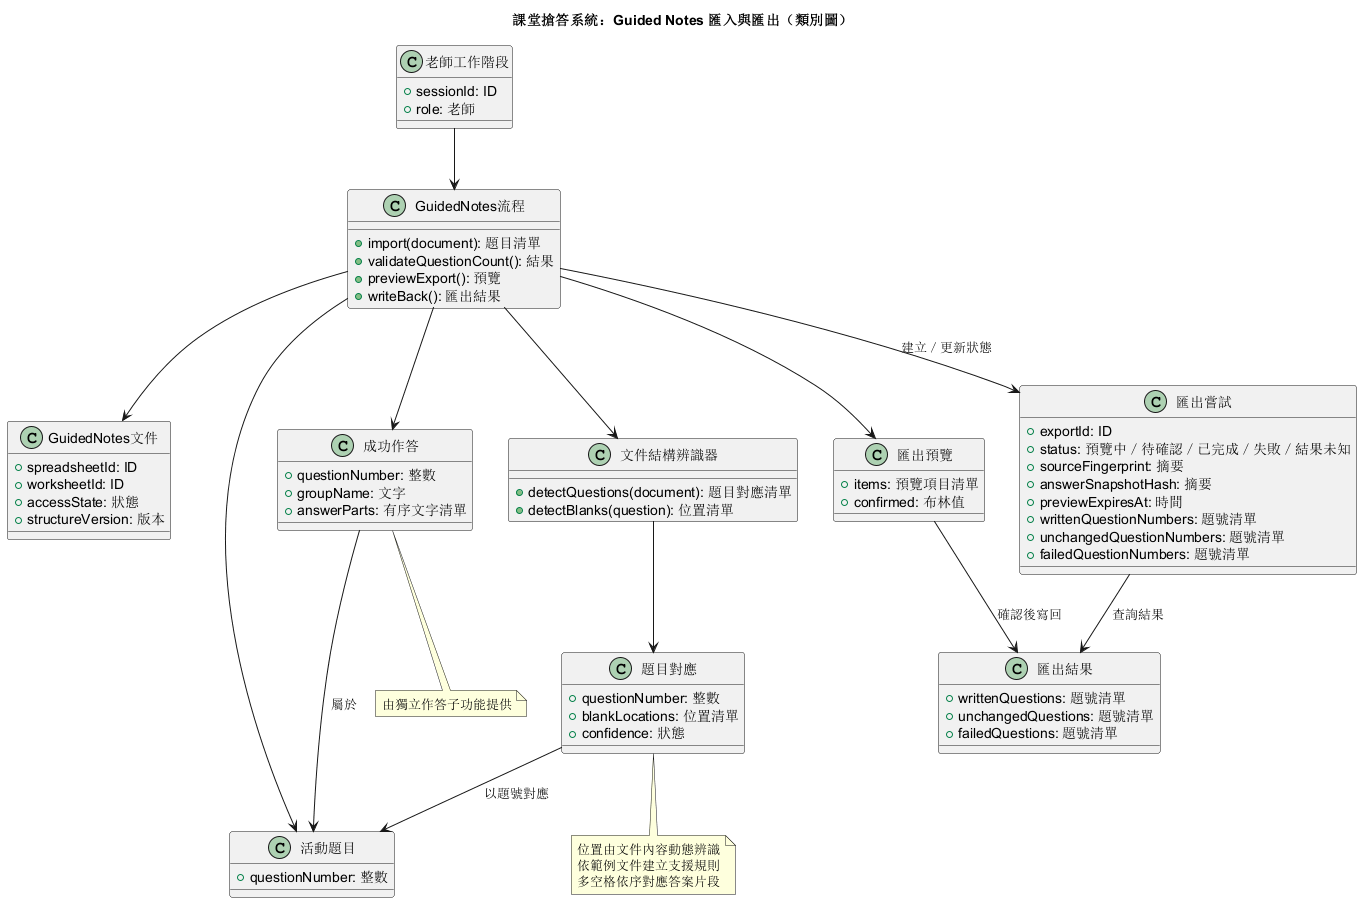 課堂搶答系統：Guided Notes 匯入與匯出（類別圖）
C 老師工作階段
sessionId: ID
role: 老師
C GuidedNotes流程
import(document): 題目清單
validateQuestionCount(): 結果
previewExport(): 預覽
writeBack(): 匯出結果
建立 / 更新狀態
C GuidedNotes文件
spreadsheetId: ID
worksheetId: ID
accessState: 狀態
structureVersion: 版本
C 成功作答
questionNumber: 整數
groupName: 文字
answerParts: 有序文字清單
C 文件結構辨識器
detectQuestions(document): 題目對應清單
detectBlanks(question): 位置清單
C 匯出預覽
items: 預覽項目清單
confirmed: 布林值
C 匯出嘗試
exportId: ID
status: 預覽中 / 待確認 / 已完成 / 失敗 / 結果未知
sourceFingerprint: 摘要
answerSnapshotHash: 摘要
previewExpiresAt: 時間
writtenQuestionNumbers: 題號清單
unchangedQuestionNumbers: 題號清單
failedQuestionNumbers: 題號清單
確認後寫回
查詢結果
屬於
由獨立作答子功能提供
C 題目對應
questionNumber: 整數
blankLocations: 位置清單
confidence: 狀態
C 匯出結果
writtenQuestions: 題號清單
unchangedQuestions: 題號清單
failedQuestions: 題號清單
以題號對應
C 活動題目
questionNumber: 整數
位置由文件內容動態辨識
依範例文件建立支援規則
多空格依序對應答案片段